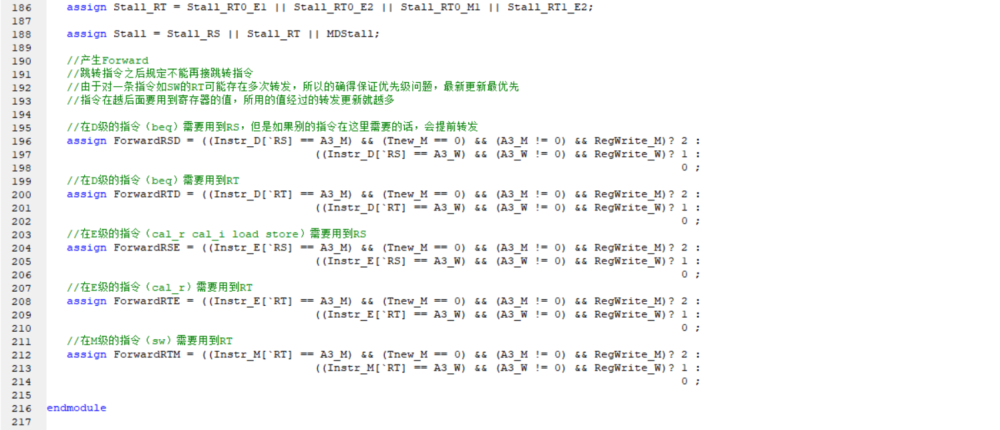 186 assign Stall_RT = Stall_RT0_E1 || Stall_RT0_E2 || Stall_RT0_M1 || Stall_RT1_E2;
187
188 assign Stall = Stall_RS || Stall_RT || MDStall;
189
190 //产生Forward
191 //跳转指令之后规定不能再接跳转指令
192 //由于对一条指令如SW的RT可能存在多次转发，所以的确得保证优先级问题，最新更新最优先
193 //指令在越后面要用到寄存器的值，所用的值经过的转发更新就越多
194
195 //在D级的指令（beq）需要用到RS，但是如果别的指令在这里需要的话，会提前转发
196 assign ForwardRSD = ((Instr_D[`RS] == A3_M) && (Tnew_M == 0) && (A3_M != 0) && RegWrite_M)? 2 :
197 ((Instr_D[`RS] == A3_W) && (A3_W != 0) && RegWrite_W)? 1 :
198 0 ;
199 //在D级的指令（beq）需要用到RT
200 assign ForwardRTD = ((Instr_D[`RT] == A3_M) && (Tnew_M == 0) && (A3_M != 0) && RegWrite_M)? 2 :
201 ((Instr_D[`RT] == A3_W) && (A3_W != 0) && RegWrite_W)? 1 :
202 0 ;
203 //在E级的指令（cal_r cal_i load store）需要用到RS
204 assign ForwardRSE = ((Instr_E[`RS] == A3_M) && (Tnew_M == 0) && (A3_M != 0) && RegWrite_M)? 2 :
205 ((Instr_E[`RS] == A3_W) && (A3_W != 0) && RegWrite_W)? 1 :
206 0 ;
207 //在E级的指令（cal_r）需要用到RT
208 assign ForwardRTE = ((Instr_E[`RT] == A3_M) && (Tnew_M == 0) && (A3_M != 0) && RegWrite_M)? 2 :
209 ((Instr_E[`RT] == A3_W) && (A3_W != 0) && RegWrite_W)? 1 :
210 0 ;
211 //在M级的指令（sw）需要用到RT
212 assign ForwardRTM = ((Instr_M[`RT] == A3_M) && (Tnew_M == 0) && (A3_M != 0) && RegWrite_M)? 2 :
213 ((Instr_M[`RT] == A3_W) && (A3_W != 0) && RegWrite_W)? 1 :
214 0 ;
215
216 endmodule
217